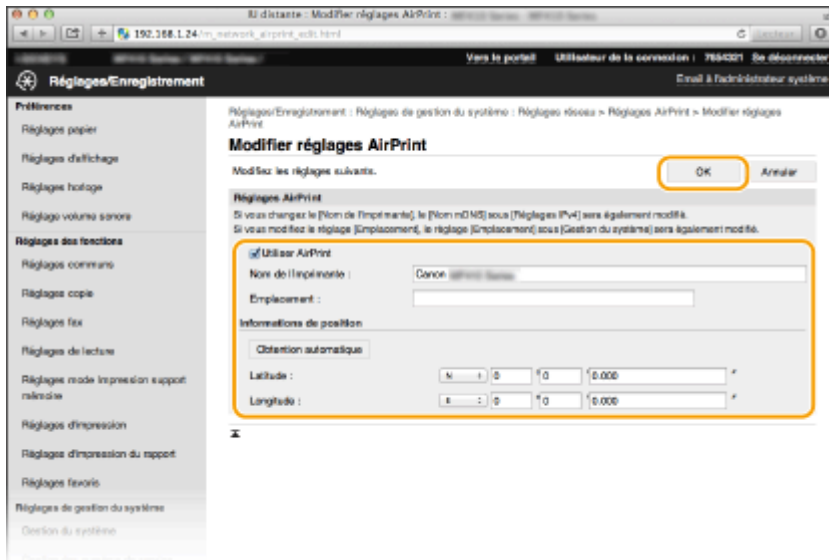 IU distante : Modifier réglages AirPrint :
192.168.1.24/m_network_airprint_edit.html
Lecteur
Vers le portail Utilisateur de la connexion : 7654321 Se déconnecter
Réglages/Enregistrement
Email à l'administrateur système
Préférences
Réglages papier
Réglages d'affichage
Réglages horloge
Réglage volume sonore
Réglages des fonctions
Réglages communs
Réglages copie
Réglages fax
Réglages de lecture
Réglages mode impression support
mémoire
Réglages d'impression
Réglages d'impression du rapport
Réglages favoris
Réglages de gestion du système
Gestion du système
Réglages/Enregistrement : Réglages de gestion du système : Réglages réseau > Réglages AirPrint > Modifier réglages
AirPrint
Modifier réglages AirPrint
Modifiez les réglages suivants.
OK Annuler
Réglages AirPrint
Si vous changez le [Nom de l'imprimante], le [Nom mDNS] sous [Réglages IPv4] sera également modifié.
Si vous modifiez le réglage [Emplacement], le réglage [Emplacement] sous [Gestion du système] sera également modifié.
Utiliser AirPrint
Nom de l'imprimante : Canon
Emplacement :
Informations de position
Obtention automatique
Latitude : N 0 ° 0 ' 0.000 "
Longitude : E 0 ° 0 ' 0.000 "